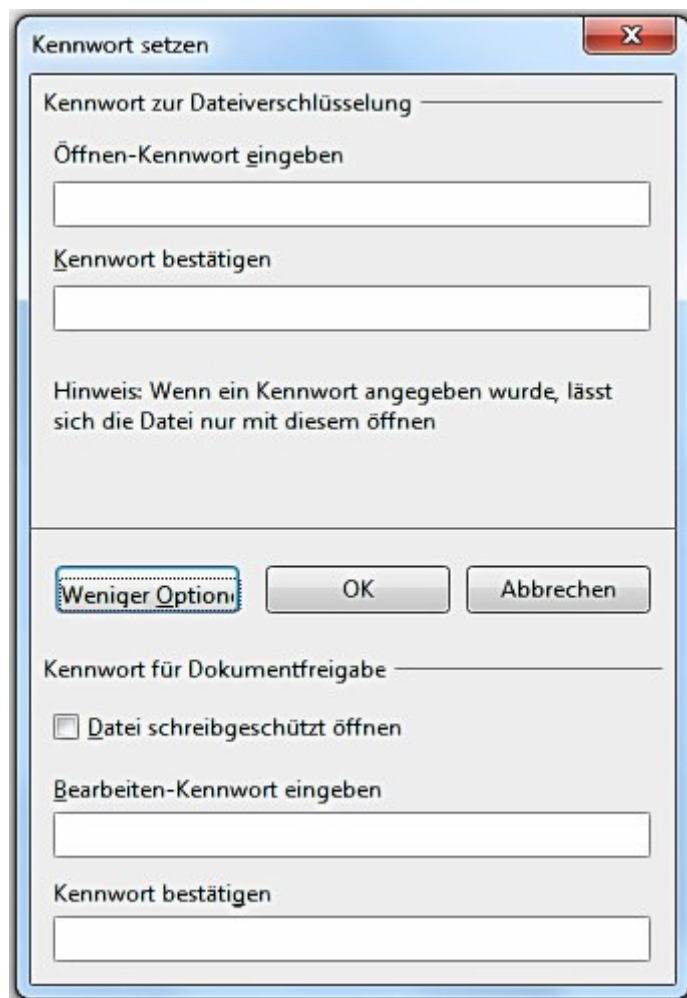 Kennwort setzen
Kennwort zur Dateiverschlüsselung
Öffnen-Kennwort eingeben
Kennwort bestätigen
Hinweis: Wenn ein Kennwort angegeben wurde, lässt
sich die Datei nur mit diesem öffnen
Weniger Option
OK
Abbrechen
Kennwort für Dokumentfreigabe
Datei schreibgeschützt öffnen
Bearbeiten-Kennwort eingeben
Kennwort bestätigen